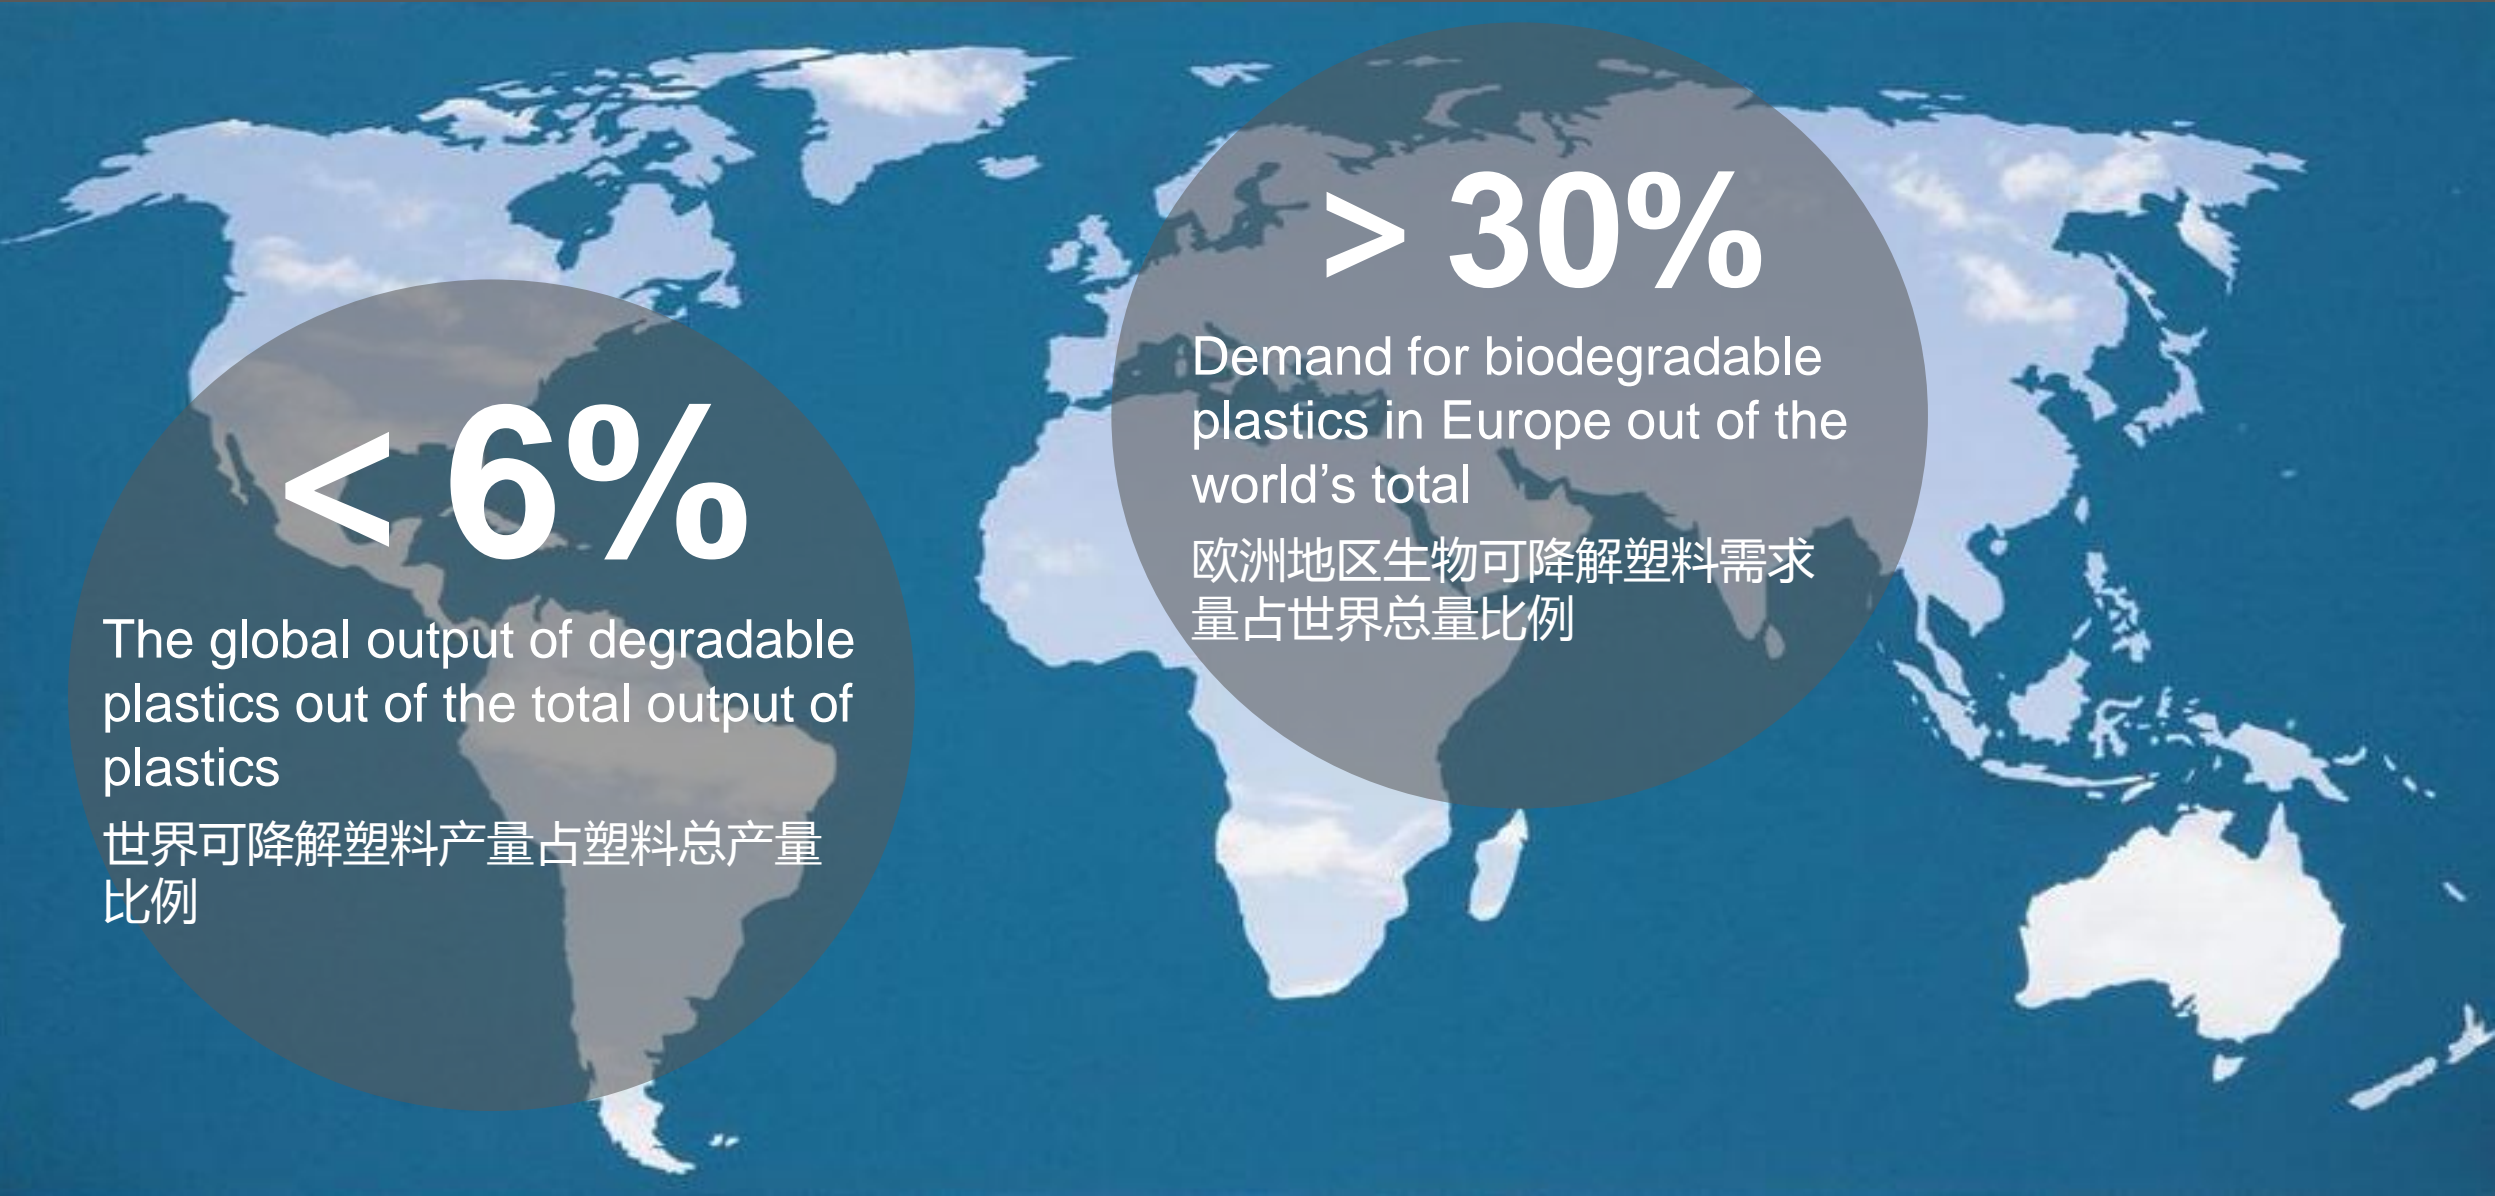 < 6%
The global output of degradable
plastics out of the total output of
plastics
世界可降解塑料产量占塑料总产量
比例
> 30%
Demand for biodegradable
plastics in Europe out of the
world’s total
欧洲地区生物可降解塑料需求
量占世界总量比例